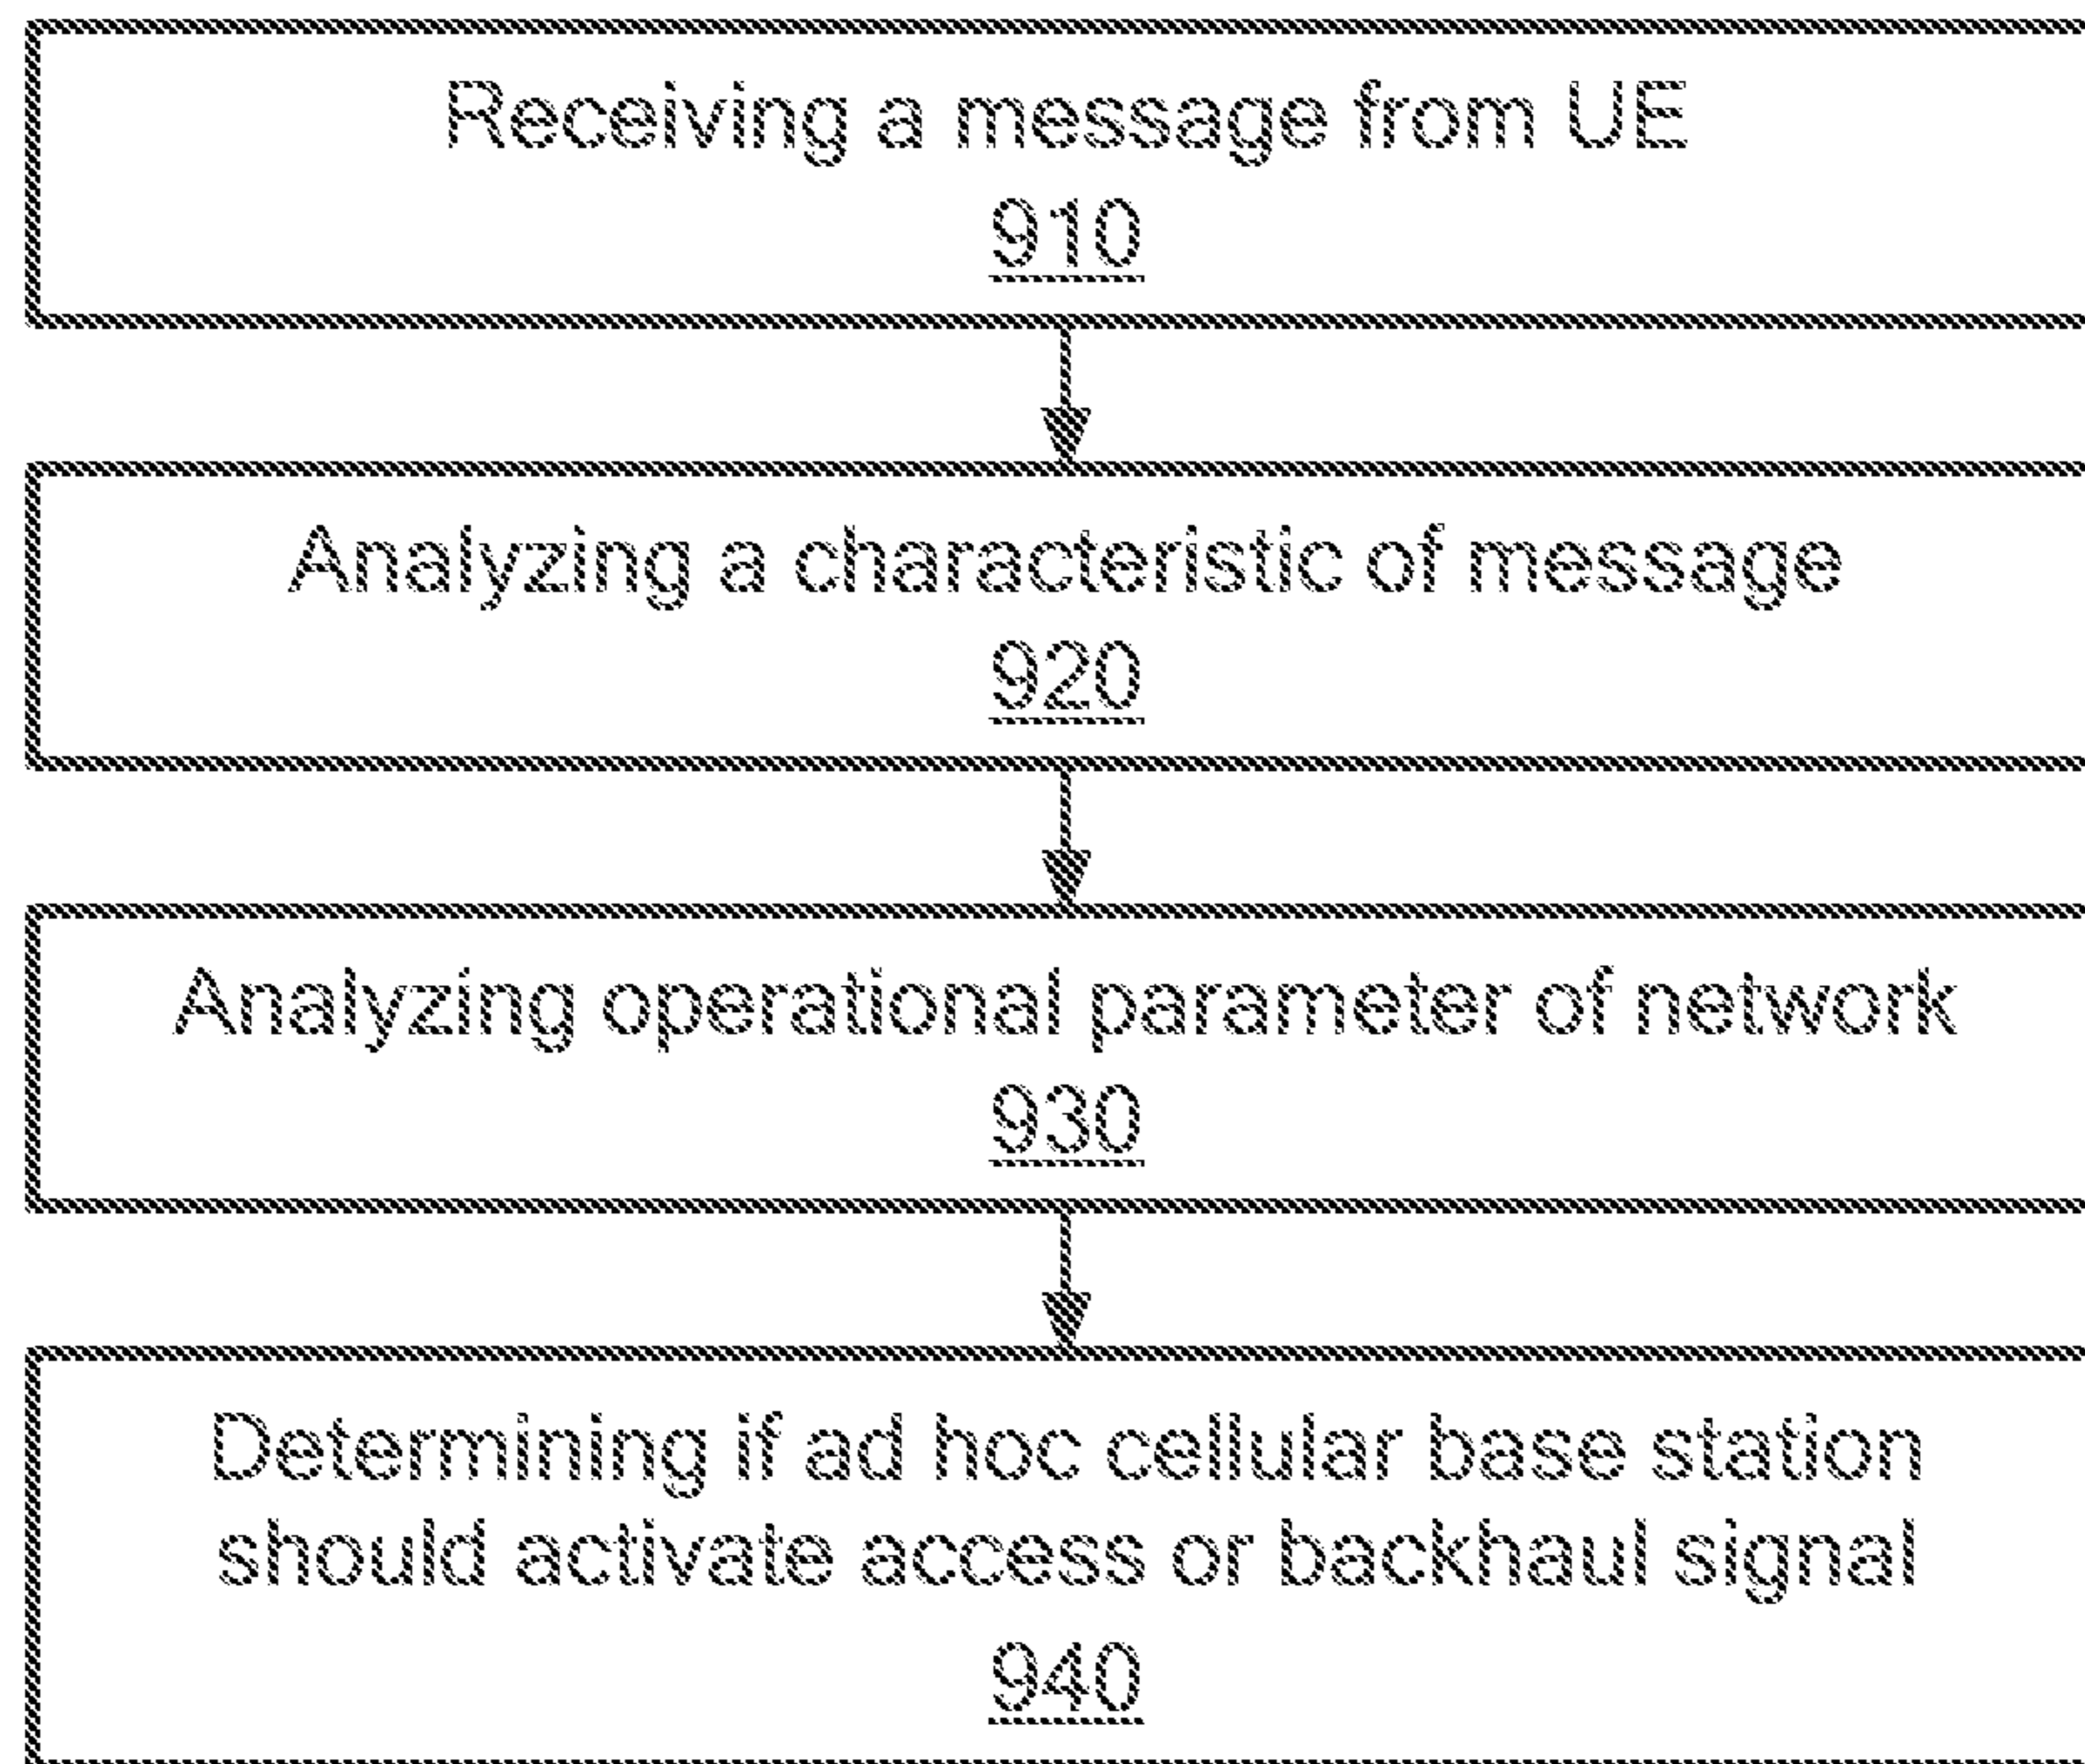 Receiving a message from UE
910
Analyzing a characteristic of message
920
Analyzing operational parameter of network
930
Determining if ad hoc cellular base station
should activate access or backhaul signal
940